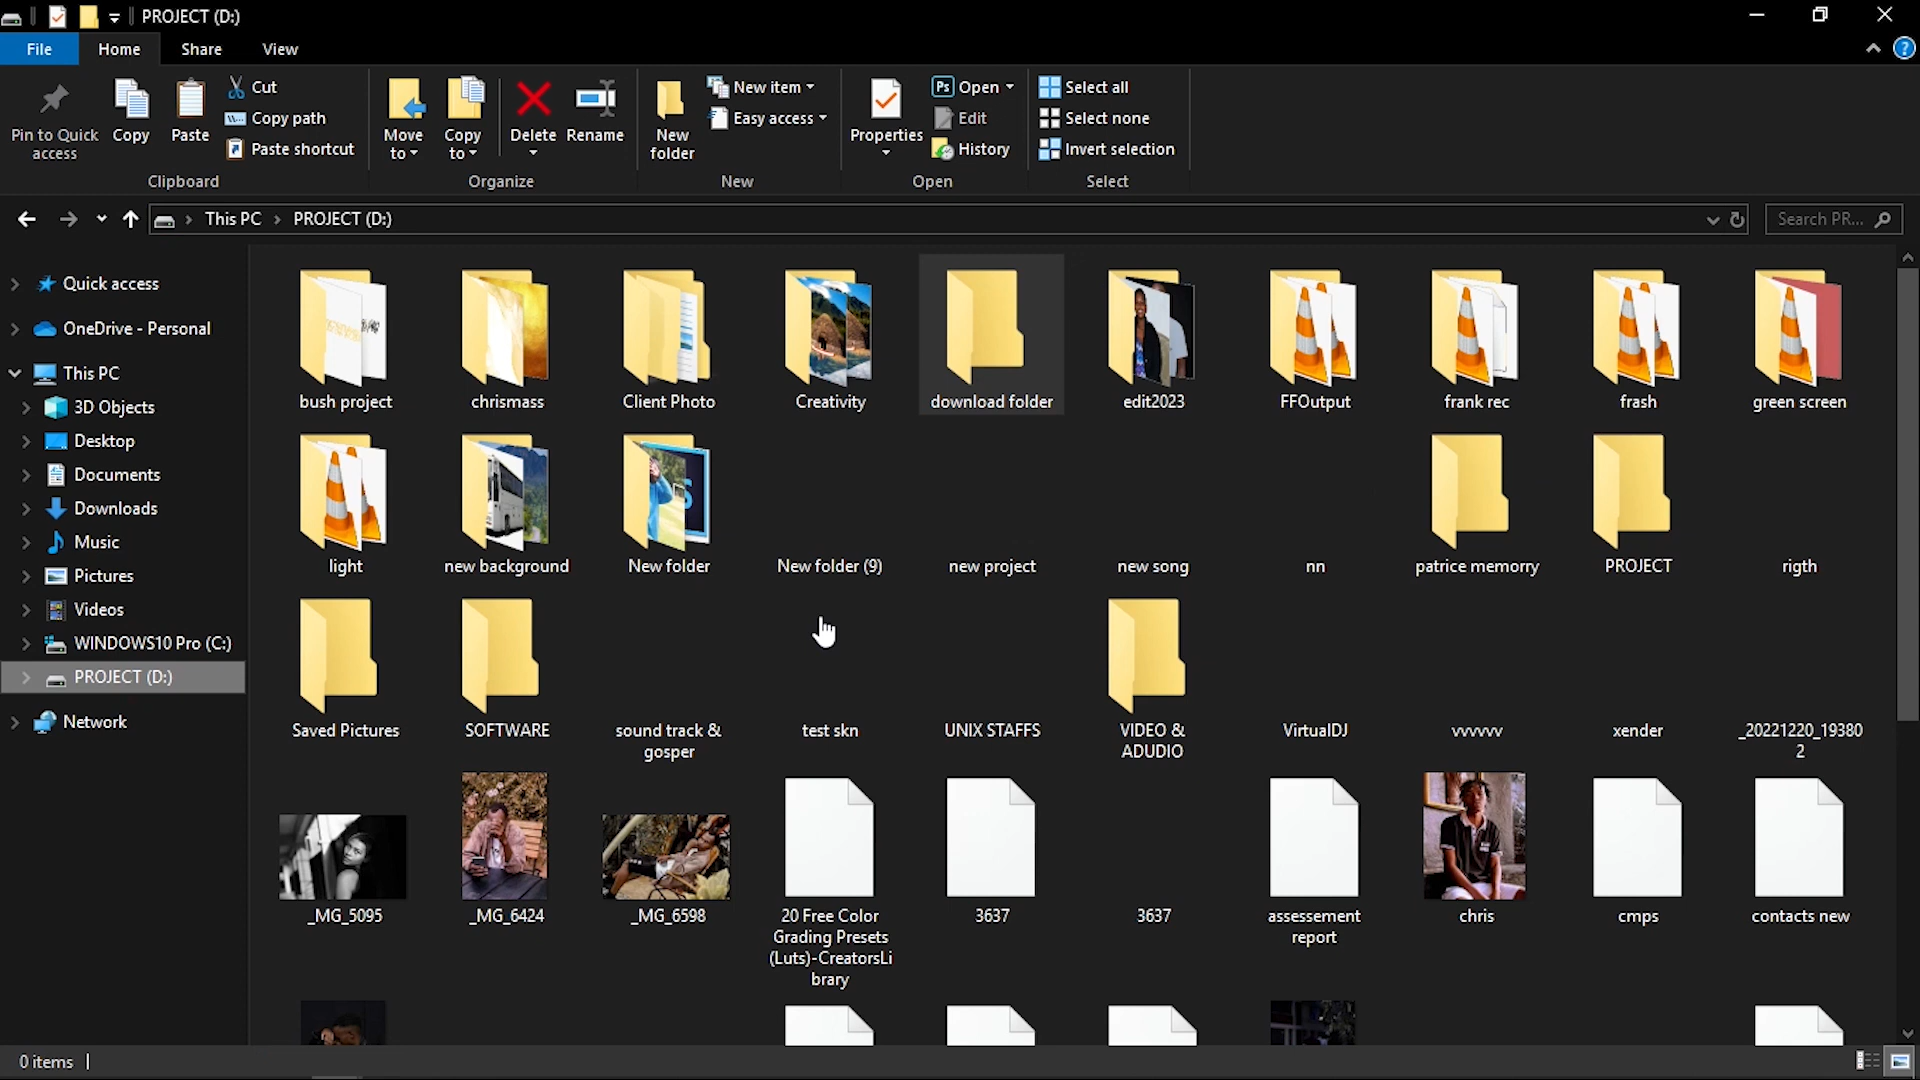 PROJECT (D:)
File Home Share View
Pin to Quick access
Copy
Paste
Cut
Copy path
Paste shortcut
Clipboard
Move to
Copy to
Delete
Rename
Organize
New folder
New item
Easy access
New
Properties
Ps Open
Edit
History
Open
Select all
Select none
Invert selection
Select
This PC > PROJECT (D:)
Search PR...
Quick access
OneDrive - Personal
This PC
3D Objects
Desktop
Documents
Downloads
Music
Pictures
Videos
WINDOWS10 Pro (C:)
PROJECT (D:)
Network
bush project
chrismass
Client Photo
Creativity
download folder
edit2023
FFOutput
frank rec
frash
green screen
light
new background
New folder
New folder (9)
new project
new song
nn
patrice memory
PROJECT
rigth
Saved Pictures
SOFTWARE
sound track &
gosper
test skn
UNIX STAFFS
VIDEO &
ADUDIO
VirtualDJ
vvvvvv
xender
_20221220_19380
2
_MG_5095
_MG_6424
_MG_6598
20 Free Color
Grading Presets
(Luts)-CreatorsLi
brary
3637
3637
assessement
report
chris
cmps
contacts new
0 items